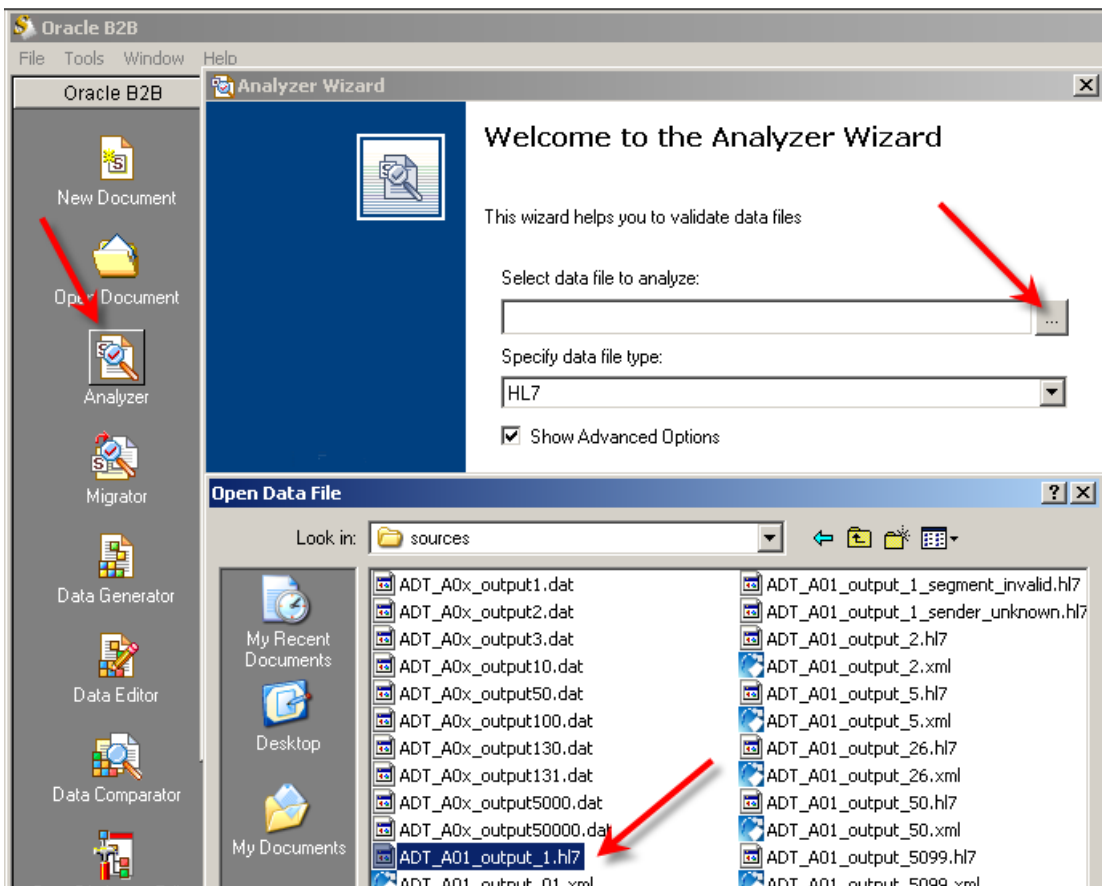 Oracle B2B
File Tools Window Help
Oracle B2B
New Document
Open Document
Analyzer
Migrator
Data Generator
Data Editor
Data Comparator
Analyzer Wizard
Welcome to the Analyzer Wizard
This wizard helps you to validate data files
Select data file to analyze:
...
Specify data file type:
HL7
Show Advanced Options
Open Data File
Look in: sources
My Recent
Documents
Desktop
My Documents
ADT_A0x_output1.dat
ADT_A0x_output2.dat
ADT_A0x_output3.dat
ADT_A0x_output10.dat
ADT_A0x_output50.dat
ADT_A0x_output100.dat
ADT_A0x_output130.dat
ADT_A0x_output131.dat
ADT_A0x_output5000.dat
ADT_A0x_output50000.dat
ADT_A01_output_1.hl7
ADT_A01_output_01.xml
ADT_A01_output_1_segment_invalid.hl7
ADT_A01_output_1_sender_unknown.hl7
ADT_A01_output_2.hl7
ADT_A01_output_2.xml
ADT_A01_output_5.hl7
ADT_A01_output_5.xml
ADT_A01_output_26.hl7
ADT_A01_output_26.xml
ADT_A01_output_50.hl7
ADT_A01_output_50.xml
ADT_A01_output_5099.hl7
ADT_A01_output_5099.xml